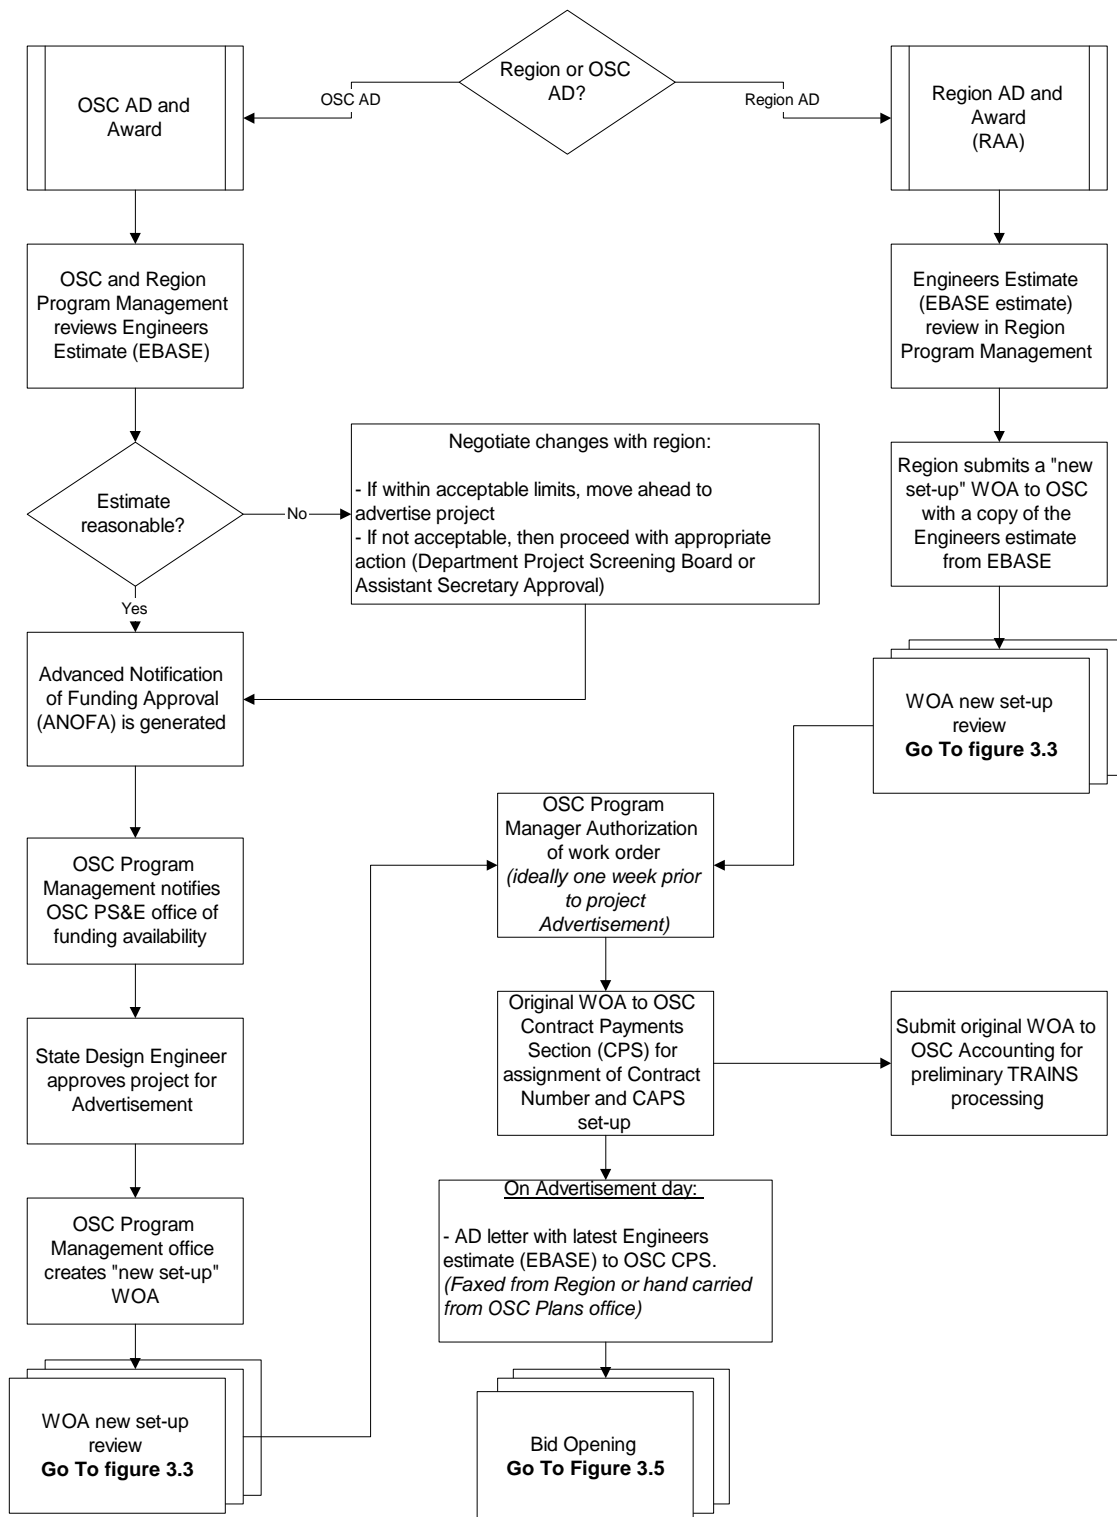 Region or OSC
AD?
OSC AD
Region AD
OSC AD and
Award
Region AD and
Award
(RAA)
OSC and Region
Program Management
reviews Engineers
Estimate (EBASE)
Engineers Estimate
(EBASE estimate)
review in Region
Program Management
Estimate
reasonable?
No
Yes
Negotiate changes with region:
- If within acceptable limits, move ahead to
advertise project
- If not acceptable, then proceed with appropriate
action (Department Project Screening Board or
Assistant Secretary Approval)
Region submits a "new
set-up" WOA to OSC
with a copy of the
Engineers estimate
from EBASE
Advanced Notification
of Funding Approval
(ANOFA) is generated
WOA new set-up
review
Go To figure 3.3
OSC Program
Management notifies
OSC PS&E office of
funding availability
OSC Program
Manager Authorization
of work order
(ideally one week prior
to project
Advertisement)
State Design Engineer
approves project for
Advertisement
Original WOA to OSC
Contract Payments
Section (CPS) for
assignment of Contract
Number and CAPS
set-up
Submit original WOA to
OSC Accounting for
preliminary TRAINS
processing
OSC Program
Management office
creates "new set-up"
WOA
On Advertisement day:
- AD letter with latest Engineers
estimate (EBASE) to OSC CPS.
(Faxed from Region or hand carried
from OSC Plans office)
WOA new set-up
review
Go To figure 3.3
Bid Opening
Go To Figure 3.5